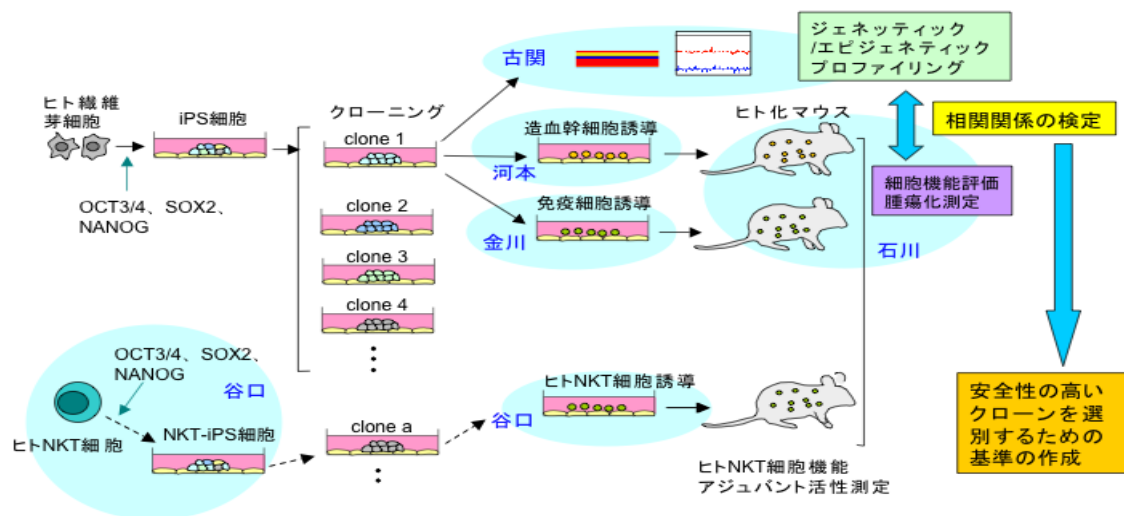 ジェネッティック
/エピジェネティック
プロファイリング
古関
ヒト繊維
芽細胞
iPS細胞
クローニング
clone 1
造血幹細胞誘導
ヒト化マウス
相関関係の検定
河本
細胞機能評価
腫瘍化測定
OCT3/4、SOX2、
NANOG
clone 2
免疫細胞誘導
金川
石川
clone 3
clone 4
OCT3/4、SOX2、
NANOG
谷口
ヒトNKT細胞
NKT-iPS細胞
clone a
ヒトNKT細胞誘導
谷口
安全性の高い
クローンを選
別するための
基準の作成
ヒトNKT細胞機能
アジュバント活性測定